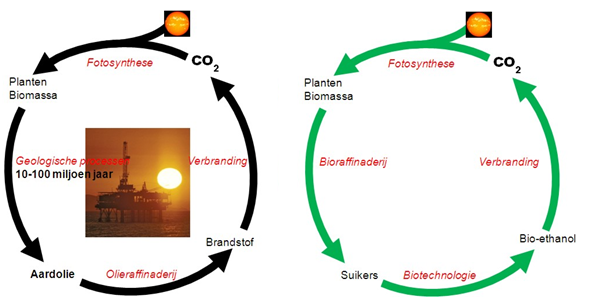 Fotosynthese
CO2
Planten
Biomassa
Geologische processen
10-100 miljoen jaar
Verbranding
Brandstof
Aardolie
Olieraffinaderij
Fotosynthese
CO2
Planten
Biomassa
Bioraffinaderij
Verbranding
Bio-ethanol
Suikers
Biotechnologie